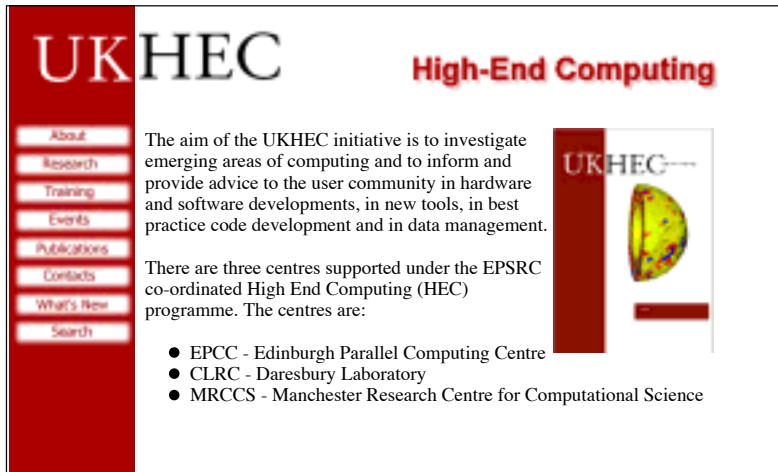 UKHEC
High-End Computing
About
Research
Training
Events
Publications
Contacts
What's New
Search
The aim of the UKHEC initiative is to investigate
emerging areas of computing and to inform and
provide advice to the user community in hardware
and software developments, in new tools, in best
practice code development and in data management.
There are three centres supported under the EPSRC
co-ordinated High End Computing (HEC)
programme. The centres are:
● EPCC - Edinburgh Parallel Computing Centre
● CLRC - Daresbury Laboratory
● MRCCS - Manchester Research Centre for Computational Science
UKHEC